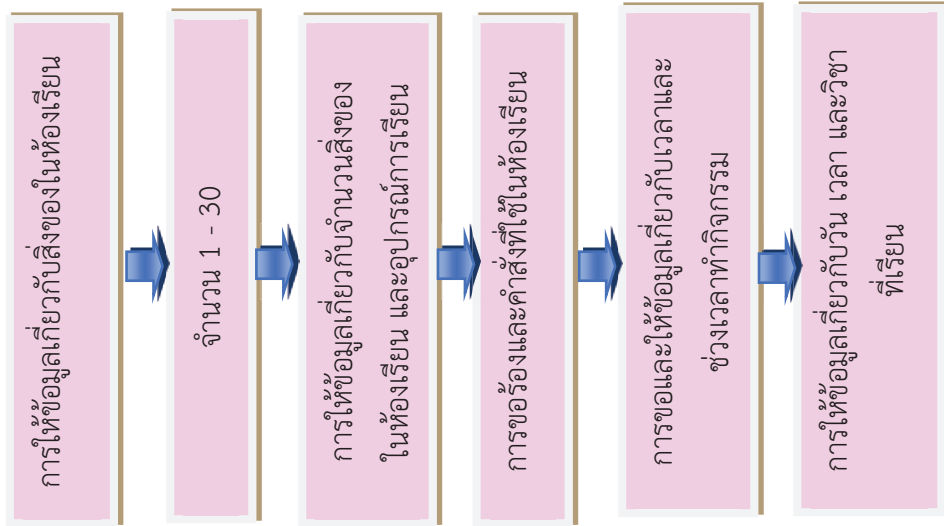 การให้ข้อมูลเกี่ยวกับสิ่งของในห้องเรียน
จำนวน 1 - 30
การให้ข้อมูลเกี่ยวกับจำนวนสิ่งของ
ในห้องเรียน และอุปกรณ์การเรียน
การขอร้องและคำสั่งที่ใช้ในห้องเรียน
การขอและให้ข้อมูลเกี่ยวกับเวลาและ
ช่วงเวลาทำกิจกรรม
การให้ข้อมูลเกี่ยวกับวัน เวลา และวิชา
ที่เรียน